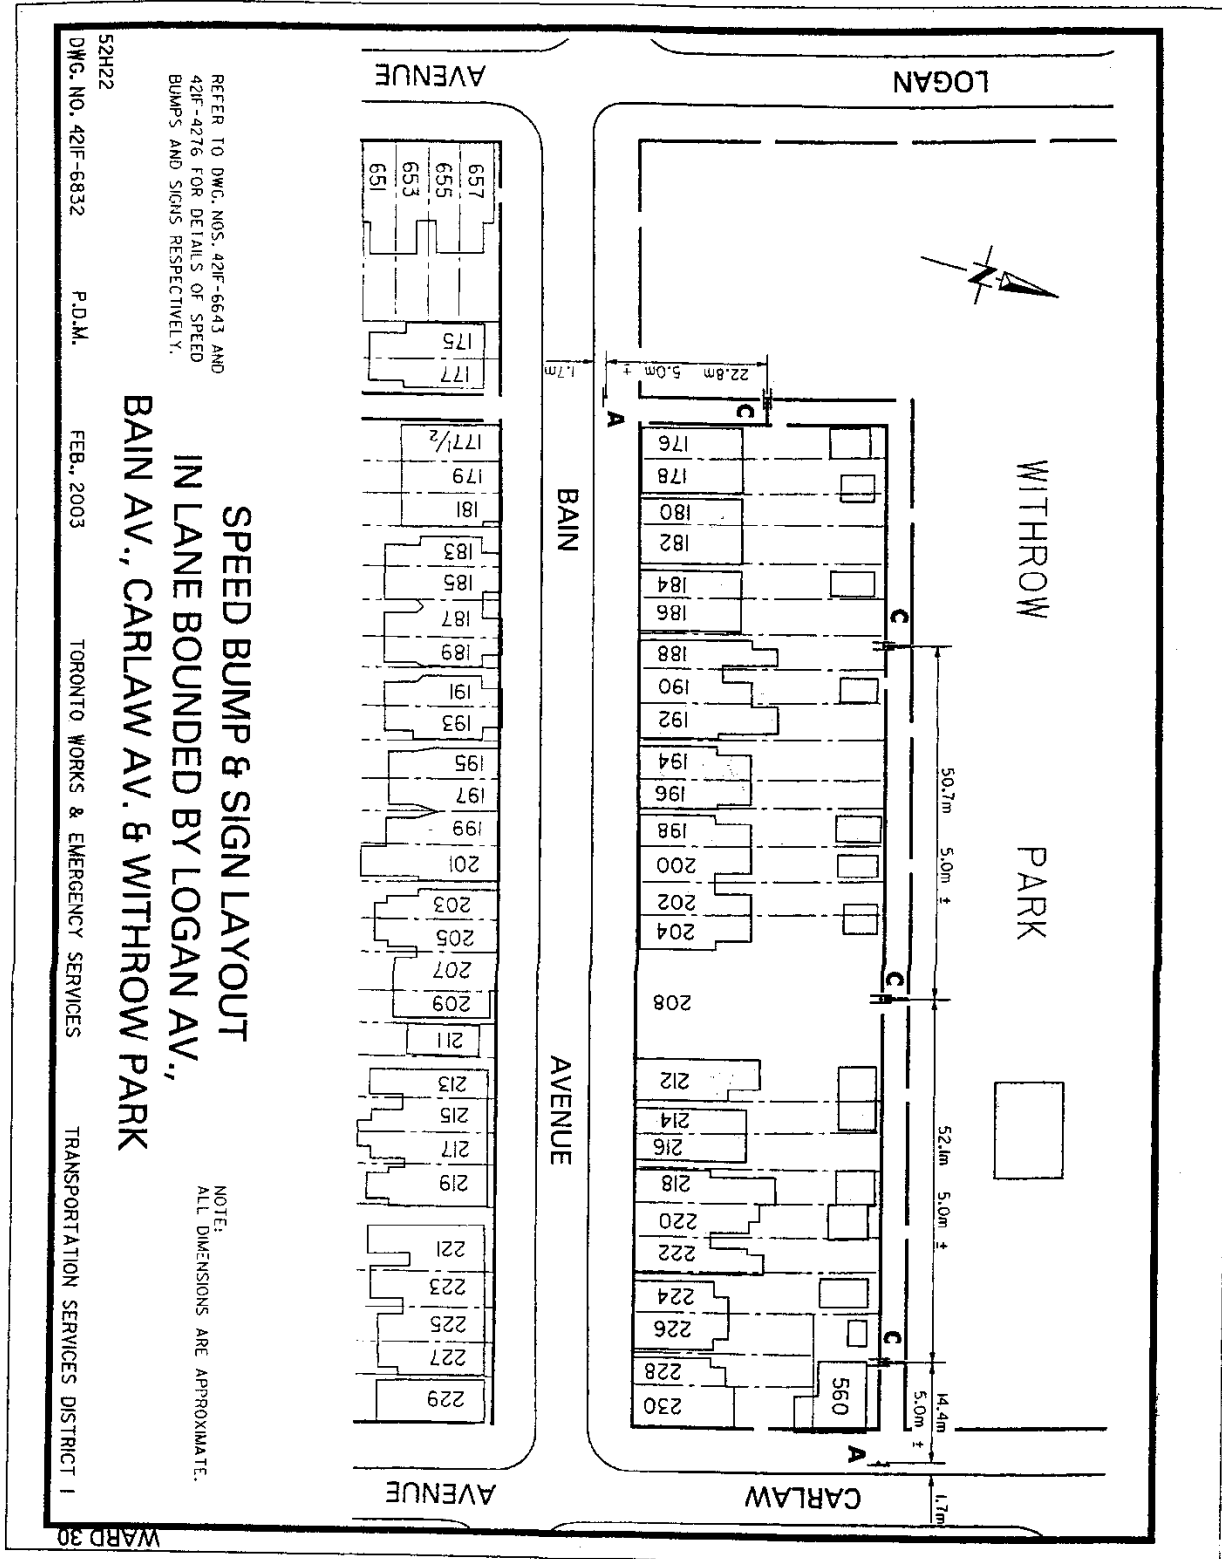 LOGAN
AVENUE
WITHROW
PARK
N
22.8m
5.0m ±
1.7m
A
C
C
50.7m
5.0m ±
C
52.1m
5.0m ±
C
14.4m
5.0m ±
A
1.7m
176
178
180
182
184
186
188
190
192
194
196
198
200
202
204
208
212
214
216
218
220
222
224
226
228
230
560
BAIN
AVENUE
657
655
653
651
175
177
177½
179
181
183
185
187
189
191
193
195
197
199
201
203
205
207
209
211
213
215
217
219
221
223
225
227
229
CARLAW
AVENUE
REFER TO DWG. NOS. 421F-6643 AND
421F-4276 FOR DETAILS OF SPEED
BUMPS AND SIGNS RESPECTIVELY.
SPEED BUMP & SIGN LAYOUT
IN LANE BOUNDED BY LOGAN AV.,
BAIN AV., CARLAW AV. & WITHROW PARK
NOTE:
ALL DIMENSIONS ARE APPROXIMATE.
52H22
DWG. NO. 421F-6832 P.D.M. FEB., 2003 TORONTO WORKS & EMERGENCY SERVICES TRANSPORTATION SERVICES DISTRICT 1
WARD 30